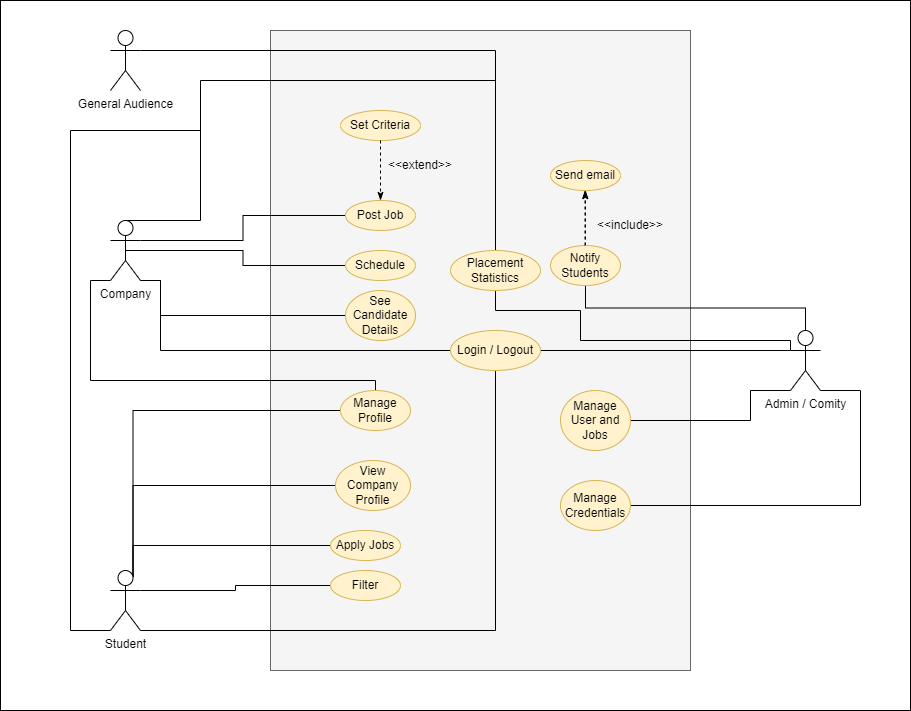 General Audience
Set Criteria
<<extend>>
Send email
Post Job
<<include>>
Placement
Statistics
Notify
Students
Schedule
Company
See
Candidate
Details
Login / Logout
Manage
Profile
Admin / Comity
Manage
User and
Jobs
View
Company
Profile
Manage
Credentials
Apply Jobs
Filter
Student